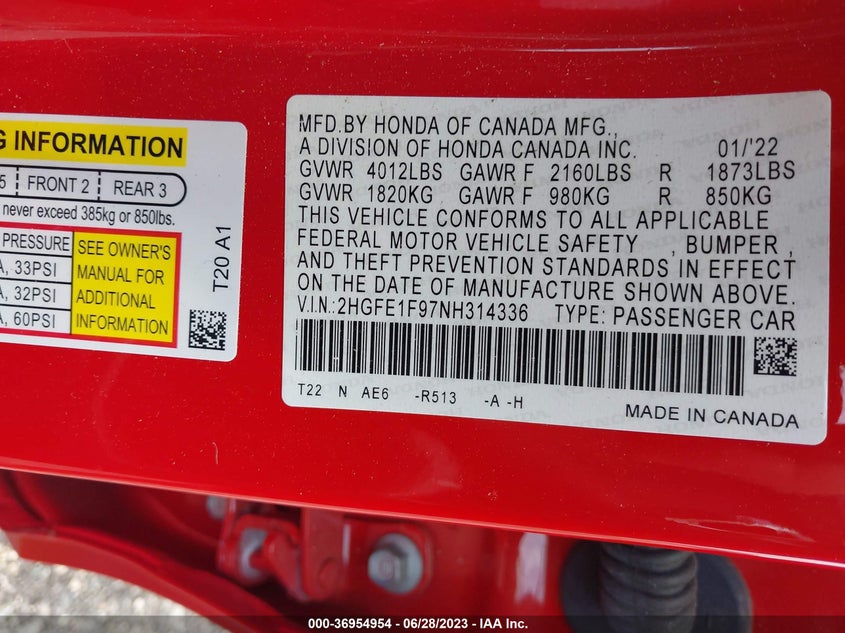 G INFORMATION
5 FRONT 2 REAR 3
never exceed 385kg or 850lbs.
PRESSURE SEE OWNER'S MANUAL FOR ADDITIONAL INFORMATION
, 33PSI
, 32PSI
, 60PSI
T20 A1
MFD.BY HONDA OF CANADA MFG.,
A DIVISION OF HONDA CANADA INC. 01/'22
GVWR 4012LBS GAWR F 2160LBS R 1873LBS
GVWR 1820KG GAWR F 980KG R 850KG
THIS VEHICLE CONFORMS TO ALL APPLICABLE
FEDERAL MOTOR VEHICLE SAFETY , BUMPER ,
AND THEFT PREVENTION STANDARDS IN EFFECT
ON THE DATE OF MANUFACTURE SHOWN ABOVE.
V.I.N.: 2HGFE1F97NH314336 TYPE: PASSENGER CAR
T22 N AE6 -R513 -A -H
MADE IN CANADA
000-36954954 - 06/28/2023 - IAA Inc.